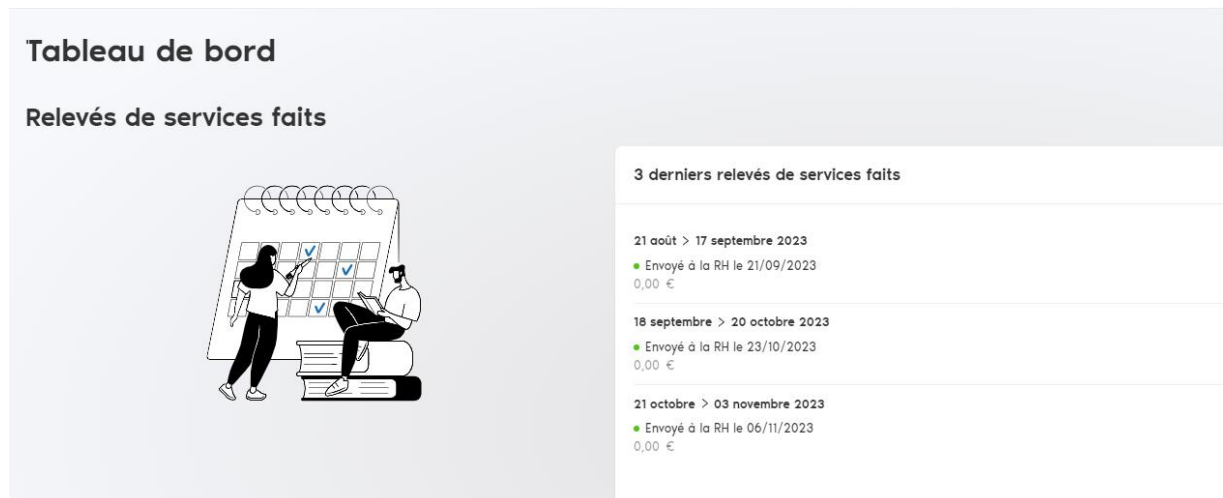 Tableau de bord
Relevés de services faits
3 derniers relevés de services faits
21 août > 17 septembre 2023
Envoyé à la RH le 21/09/2023
0,00 €
18 septembre > 20 octobre 2023
Envoyé à la RH le 23/10/2023
0,00 €
21 octobre > 03 novembre 2023
Envoyé à la RH le 06/11/2023
0,00 €